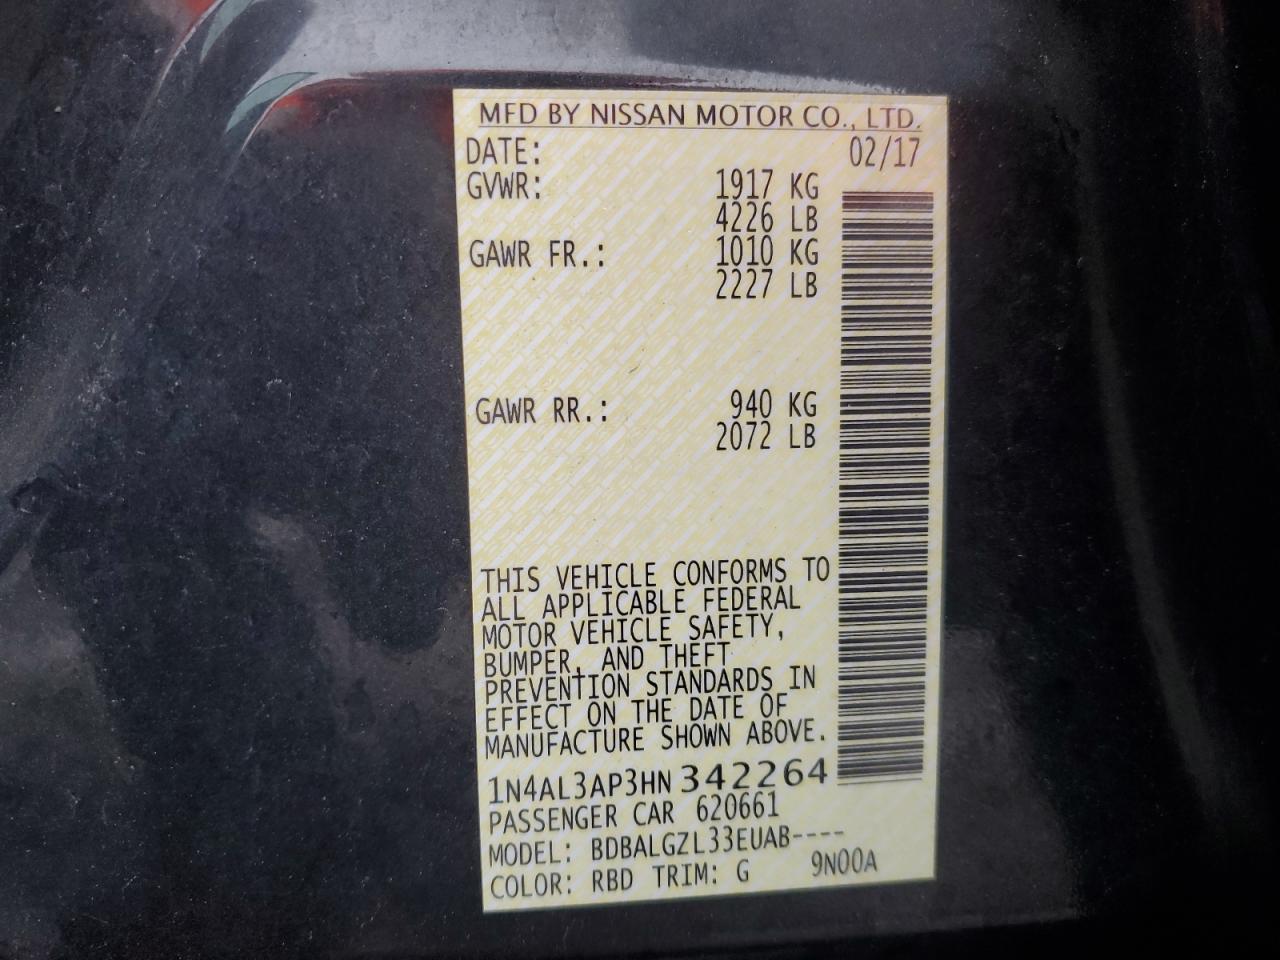 MFD BY NISSAN MOTOR CO., LTD.
DATE: 02/17
GVWR: 1917 KG
4226 LB
GAWR FR.: 1010 KG
2227 LB
GAWR RR.: 940 KG
2072 LB
THIS VEHICLE CONFORMS TO
ALL APPLICABLE FEDERAL
MOTOR VEHICLE SAFETY,
BUMPER, AND THEFT
PREVENTION STANDARDS IN
EFFECT ON THE DATE OF
MANUFACTURE SHOWN ABOVE.
1N4AL3AP3HN 342264
PASSENGER CAR 620661
MODEL: BDBALGZL33EUAB----
COLOR: RBD TRIM: G 9N00A